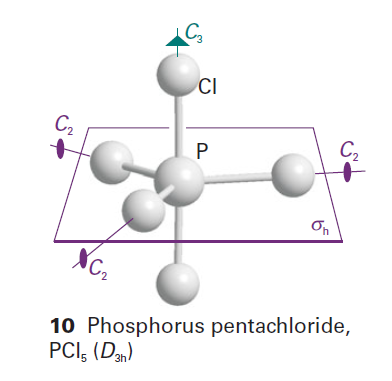 C₃
Cl
C₂
P
C₂
σₕ
C₂
10 Phosphorus pentachloride,
PCl₅ (D₃ₕ)